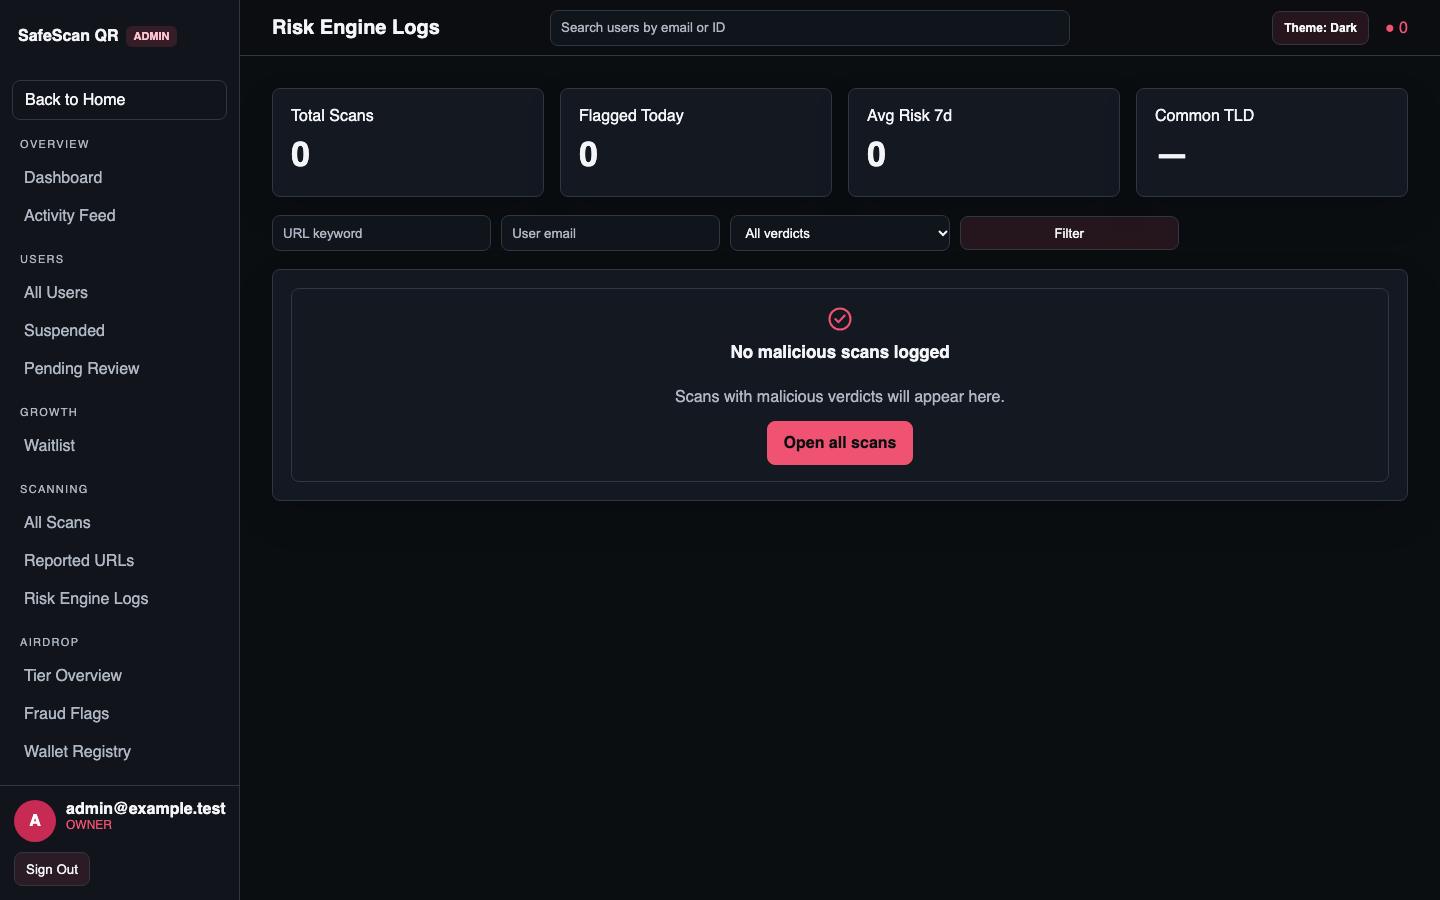 SafeScan QR ADMIN
Back to Home
OVERVIEW
Dashboard
Activity Feed
USERS
All Users
Suspended
Pending Review
GROWTH
Waitlist
SCANNING
All Scans
Reported URLs
Risk Engine Logs
AIRDROP
Tier Overview
Fraud Flags
Wallet Registry
A
admin@example.test
OWNER
Sign Out
Risk Engine Logs
Search users by email or ID
Theme: Dark
0
Total Scans
0
Flagged Today
0
Avg Risk 7d
0
Common TLD
—
URL keyword
User email
All verdicts
Filter
No malicious scans logged
Scans with malicious verdicts will appear here.
Open all scans